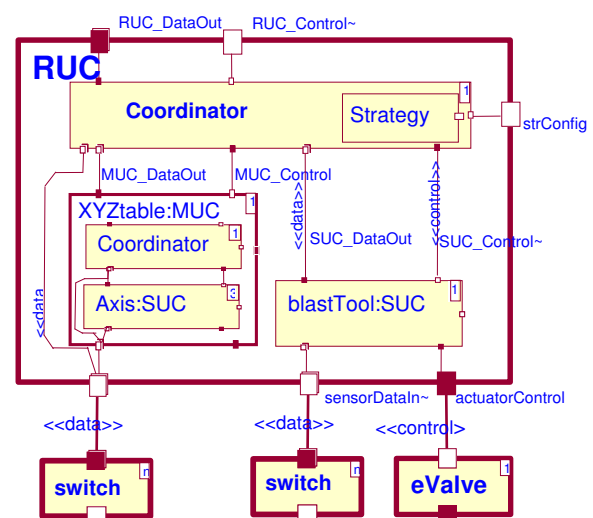 RUC_DataOut
RUC_Control~
RUC
1
Coordinator
Strategy
strConfig
MUC_DataOut
MUC_Control
<<data>>
<<control>>
XYZtable:MUC
1
SUC_DataOut
SUC_Control~
Coordinator
1
Axis:SUC
3
blastTool:SUC
1
<<data
sensorDataIn~
actuatorControl
<<data>>
<<data>>
<<control>
switch
n
switch
n
eValve
1